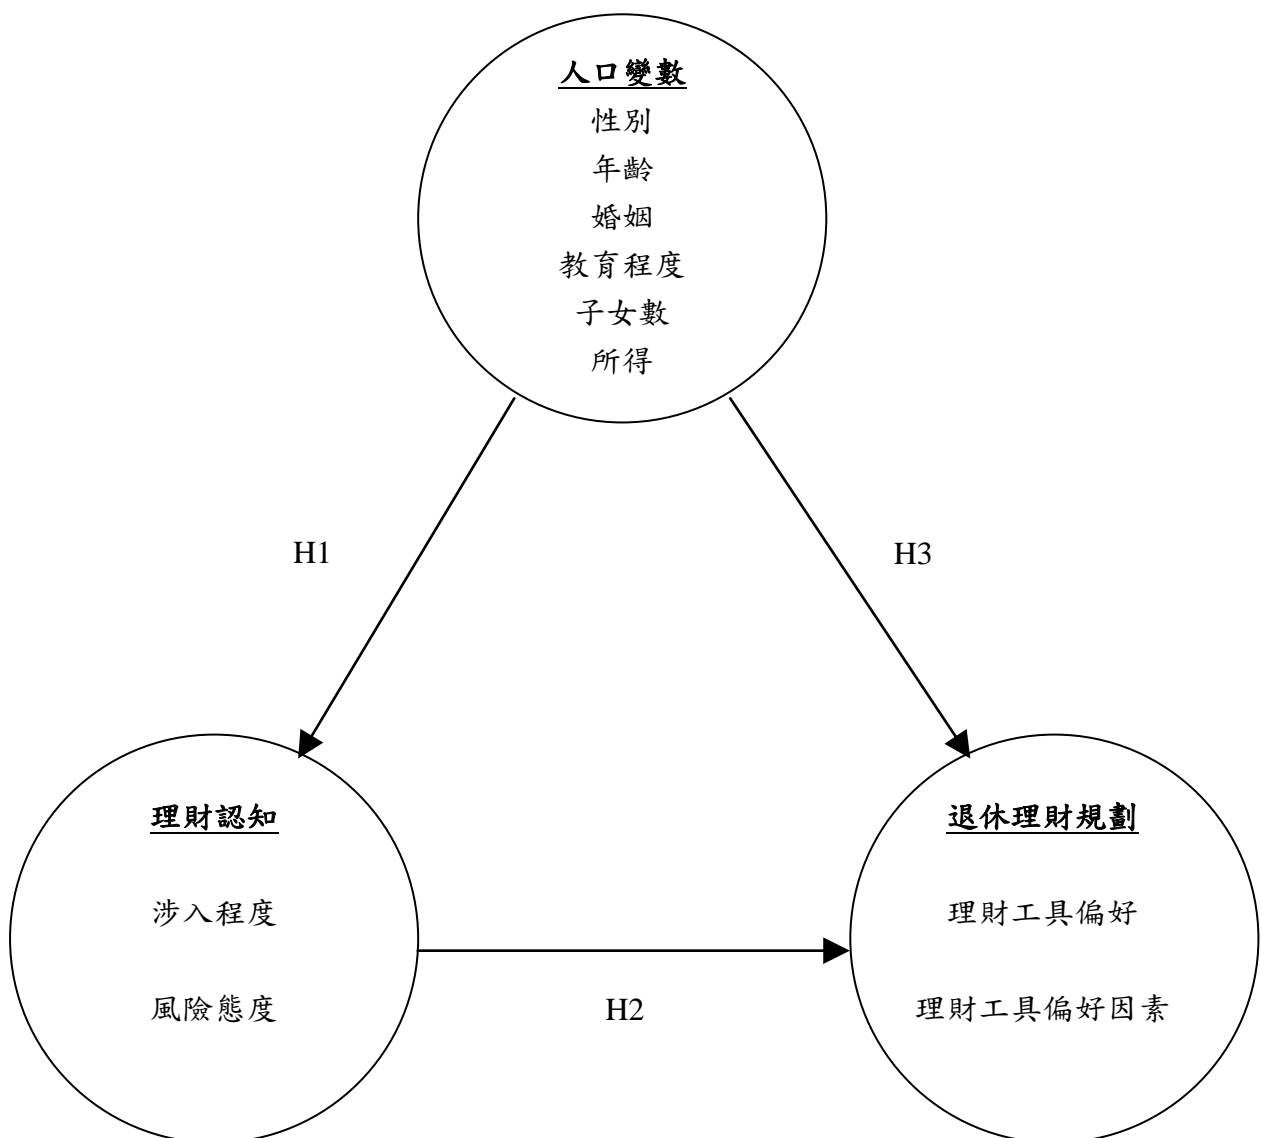 人口變數
性別
年齡
婚姻
教育程度
子女數
所得
H1
H3
理財認知
涉入程度
風險態度
H2
退休理財規劃
理財工具偏好
理財工具偏好因素